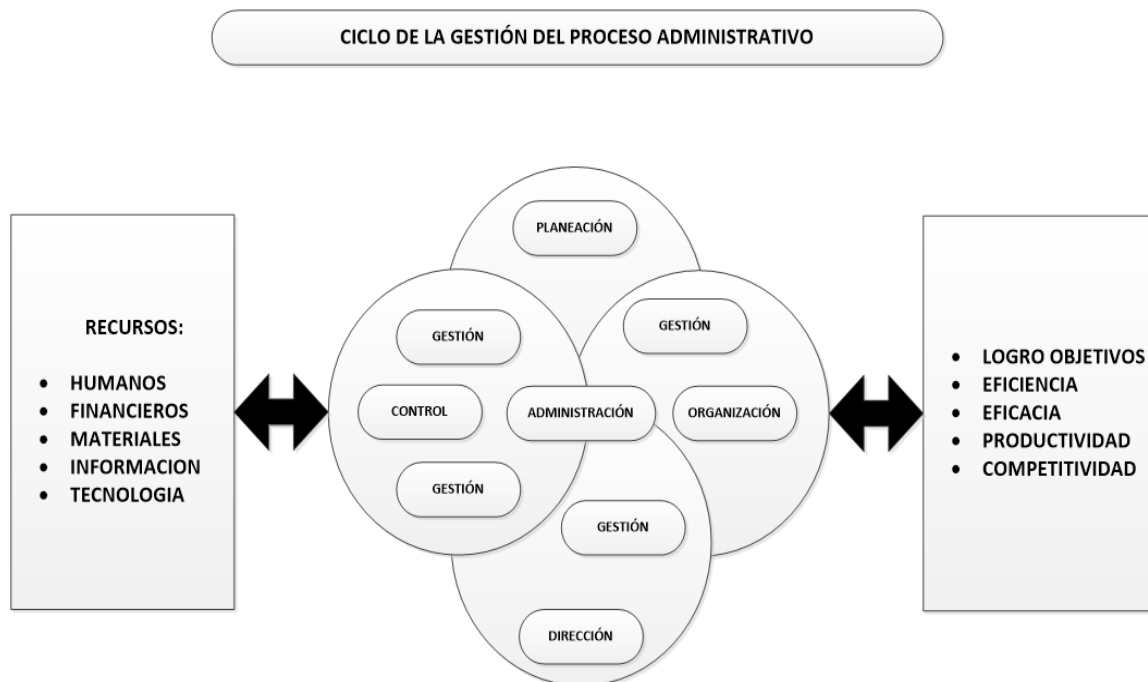 CICLO DE LA GESTIÓN DEL PROCESO ADMINISTRATIVO
RECURSOS:
• HUMANOS
• FINANCIEROS
• MATERIALES
• INFORMACION
• TECNOLOGIA
PLANEACIÓN
GESTIÓN
GESTIÓN
CONTROL
ADMINISTRACIÓN
ORGANIZACIÓN
GESTIÓN
GESTIÓN
DIRECCIÓN
• LOGRO OBJETIVOS
• EFICIENCIA
• EFICACIA
• PRODUCTIVIDAD
• COMPETITIVIDAD